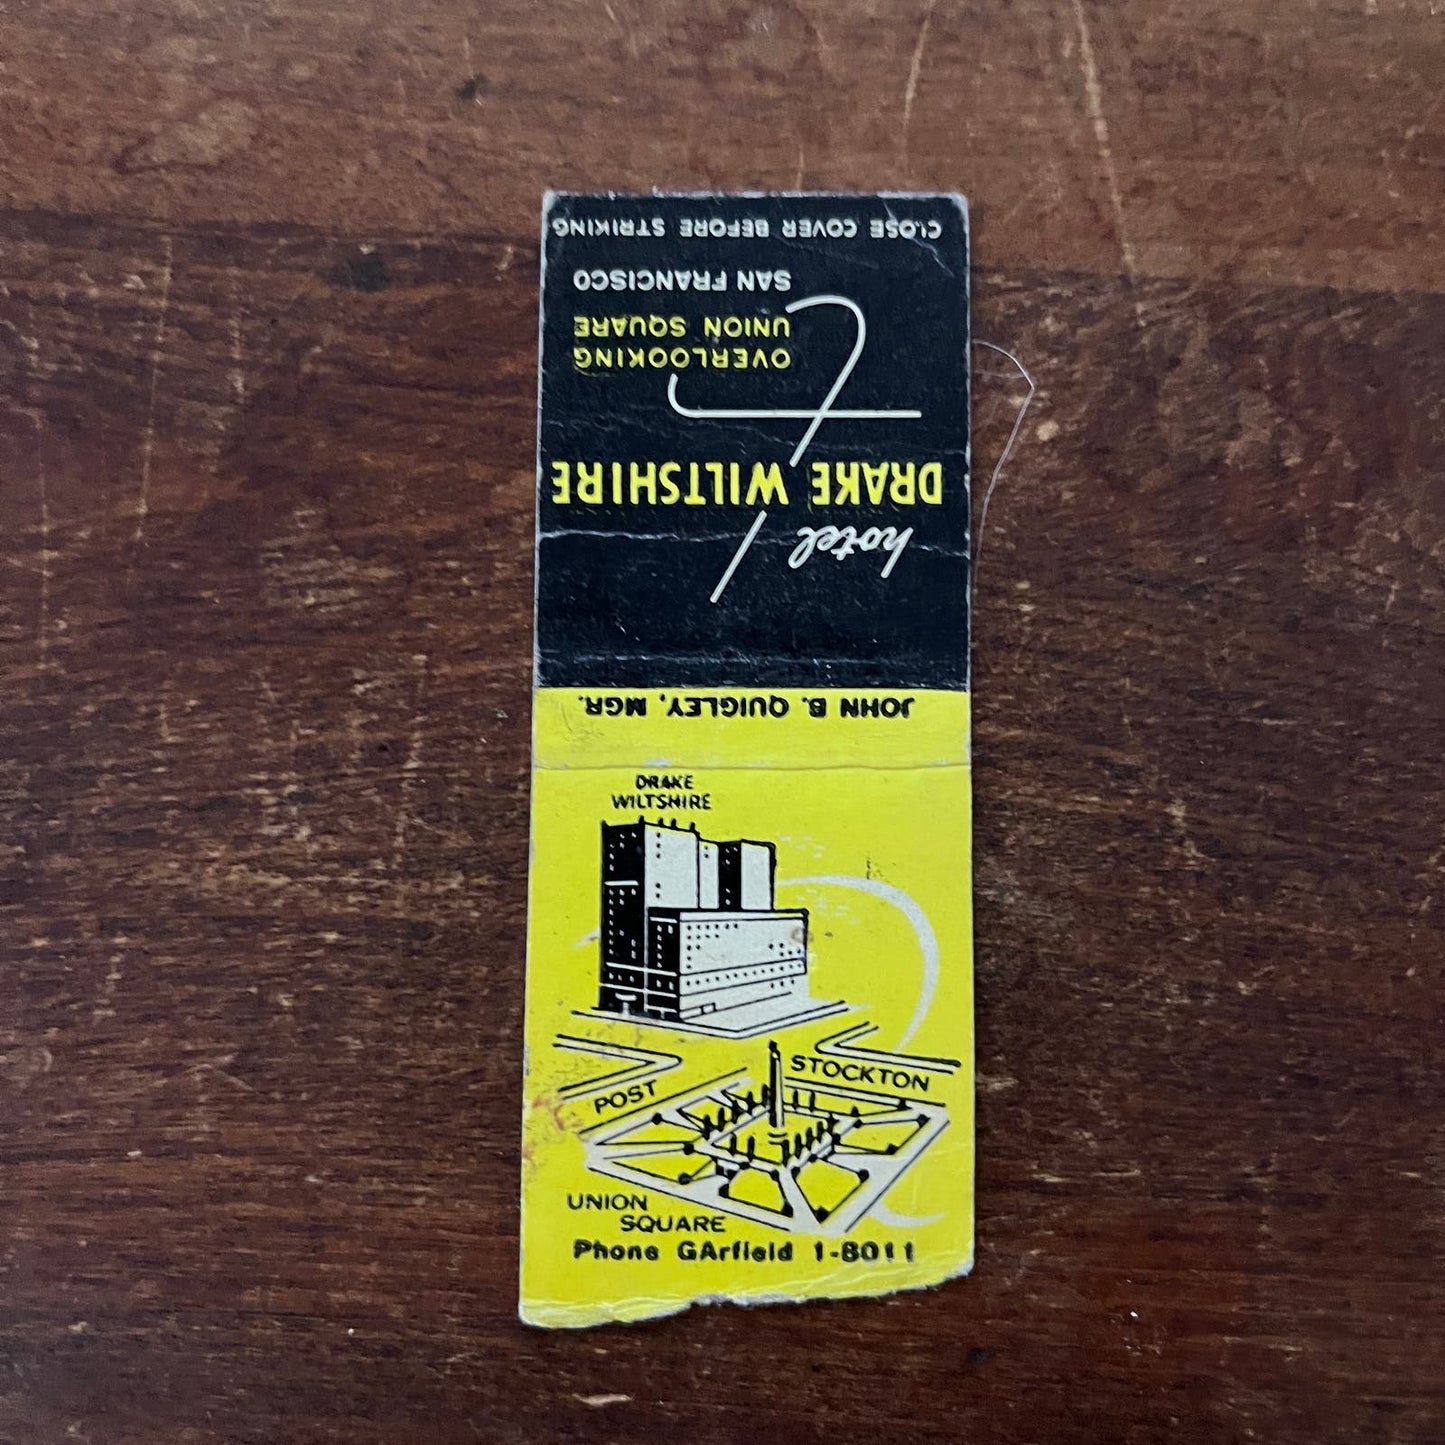 hotel
DRAKE WILTSHIRE
OVERLOOKING
UNION SQUARE
SAN FRANCISCO
CLOSE COVER BEFORE STRIKING
JOHN B. QUIGLEY, MGR.
DRAKE
WILTSHIRE
STOCKTON
POST
UNION
SQUARE
Phone GArfield 1-8011